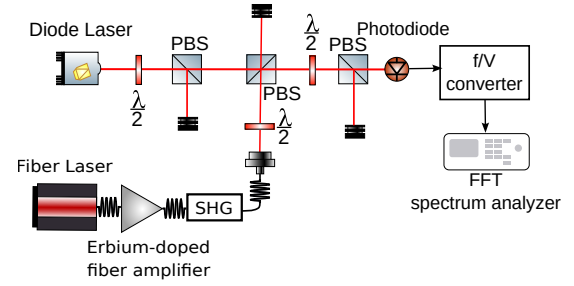 Diode Laser
PBS
λ
2
PBS
λ
2
PBS
Photodiode
f/V
converter
λ
2
FFT
spectrum analyzer
Fiber Laser
SHG
Erbium-doped
fiber amplifier